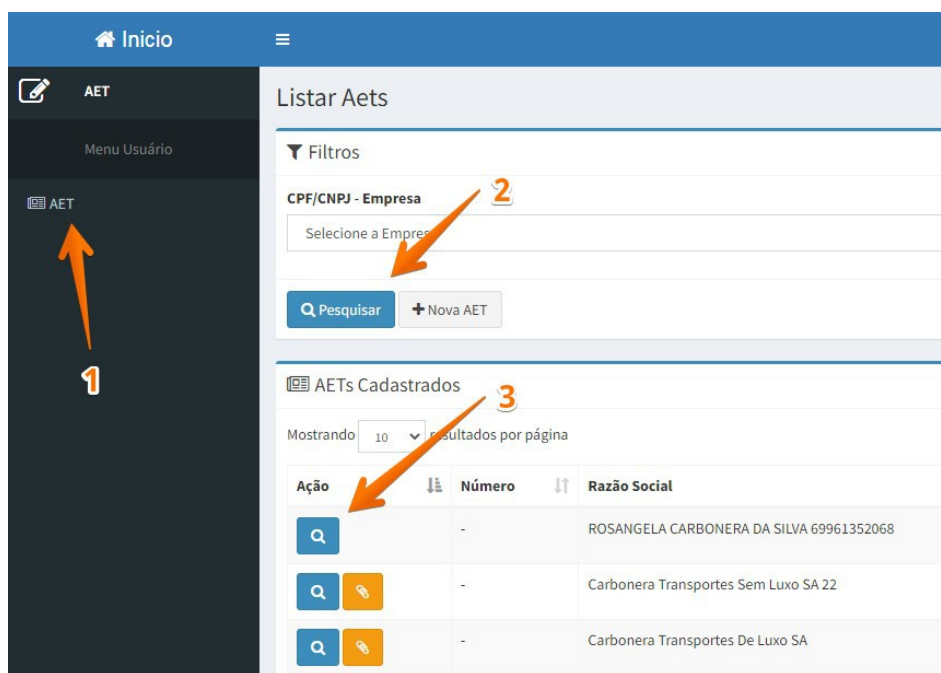 Inicio
AET
Menu Usuário
AET
1
Listar Aets
Filtros
CPF/CNPJ - Empresa
2
Selecione a Empres
Pesquisar
Nova AET
AETs Cadastrados
3
Mostrando 10 resultados por página
Ação Número Razão Social
- ROSANGELA CARBONERA DA SILVA 69961352068
- Carbonera Transportes Sem Luxo SA 22
- Carbonera Transportes De Luxo SA